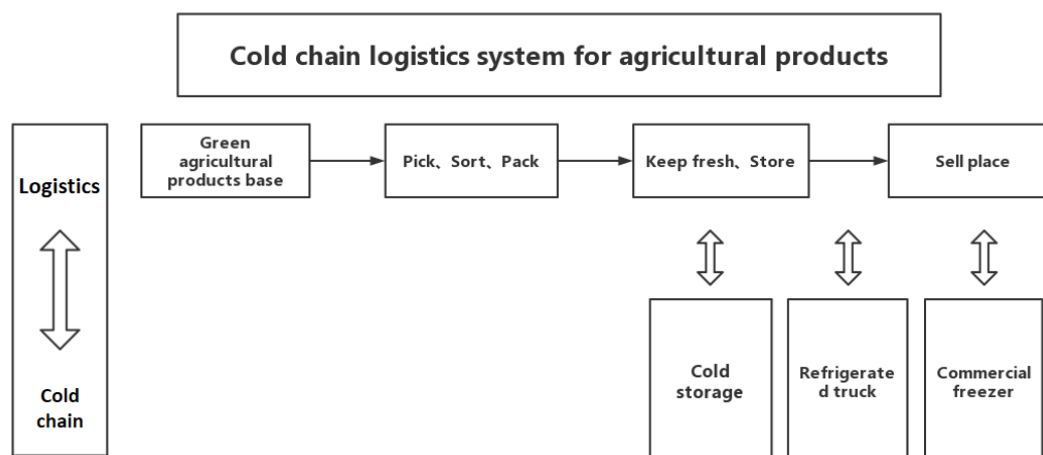 Cold chain logistics system for agricultural products
Logistics
Cold
chain
Green
agricultural
products base
Pick、Sort、Pack
Keep fresh、Store
Sell place
Cold
storage
Refrigerate
d truck
Commercial
freezer